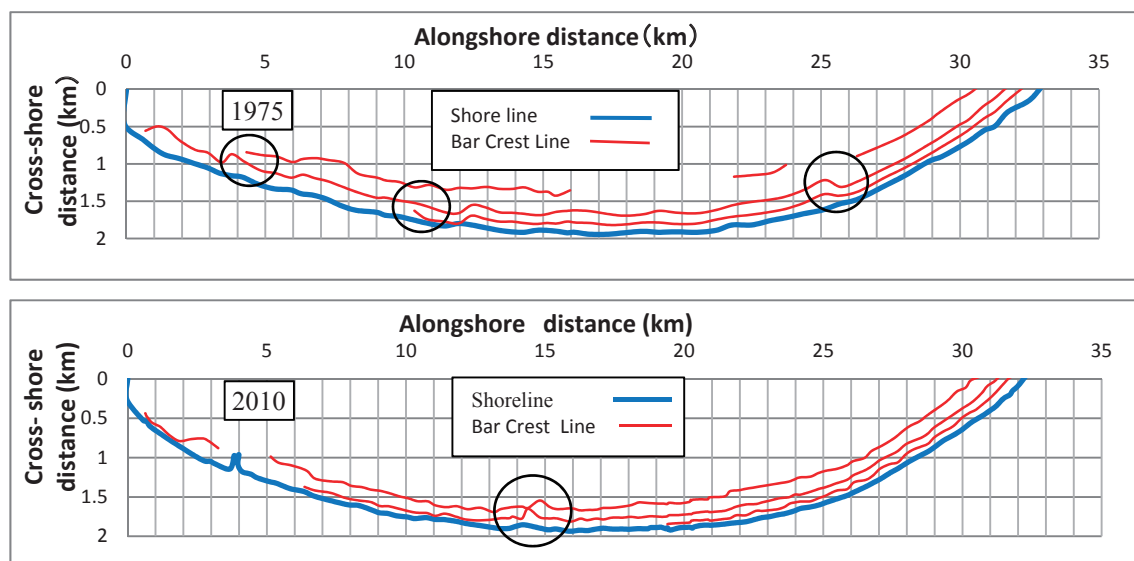 Alongshore distance（km）
0 5 10 15 20 25 30 35
Cross-shore
distance (km)
0
0.5
1
1.5
2
1975
Shore line
Bar Crest Line
Alongshore distance (km)
0 5 10 15 20 25 30 35
Cross- shore
distance (km)
0
0.5
1
1.5
2
2010
Shoreline
Bar Crest Line